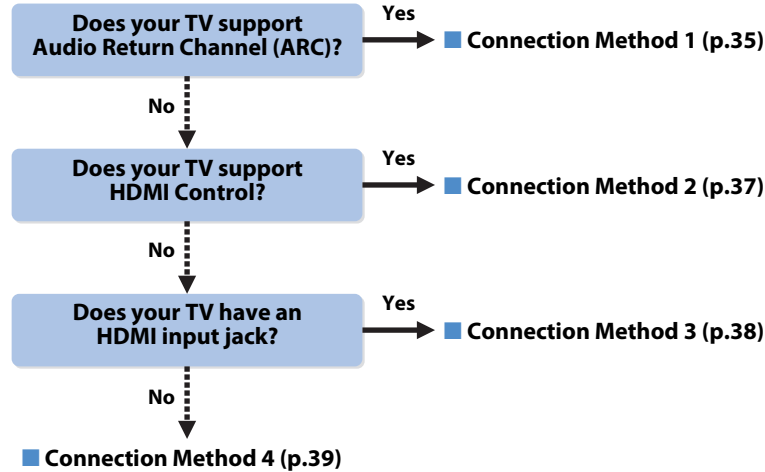 Does your TV support
Audio Return Channel (ARC)?
Yes
Connection Method 1 (p.35)
No
Does your TV support
HDMI Control?
Yes
Connection Method 2 (p.37)
No
Does your TV have an
HDMI input jack?
Yes
Connection Method 3 (p.38)
No
Connection Method 4 (p.39)